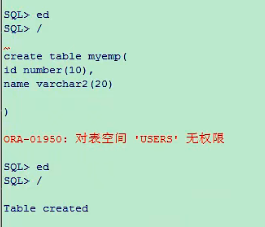 SQL> ed
SQL> /
~
create table myemp(
id number(10),
name varchar2(20)
)
ORA-01950: 对表空间 'USERS' 无权限
SQL> ed
SQL> /
Table created